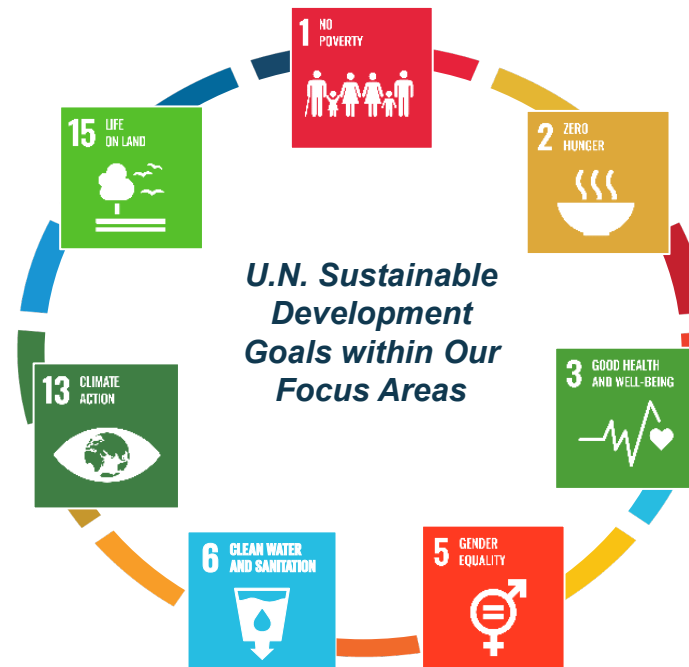 1 NO
POVERTY
2 ZERO
HUNGER
3 GOOD HEALTH
AND WELL-BEING
5 GENDER
EQUALITY
6 CLEAN WATER
AND SANITATION
13 CLIMATE
ACTION
15 LIFE
ON LAND
U.N. Sustainable
Development
Goals within Our
Focus Areas